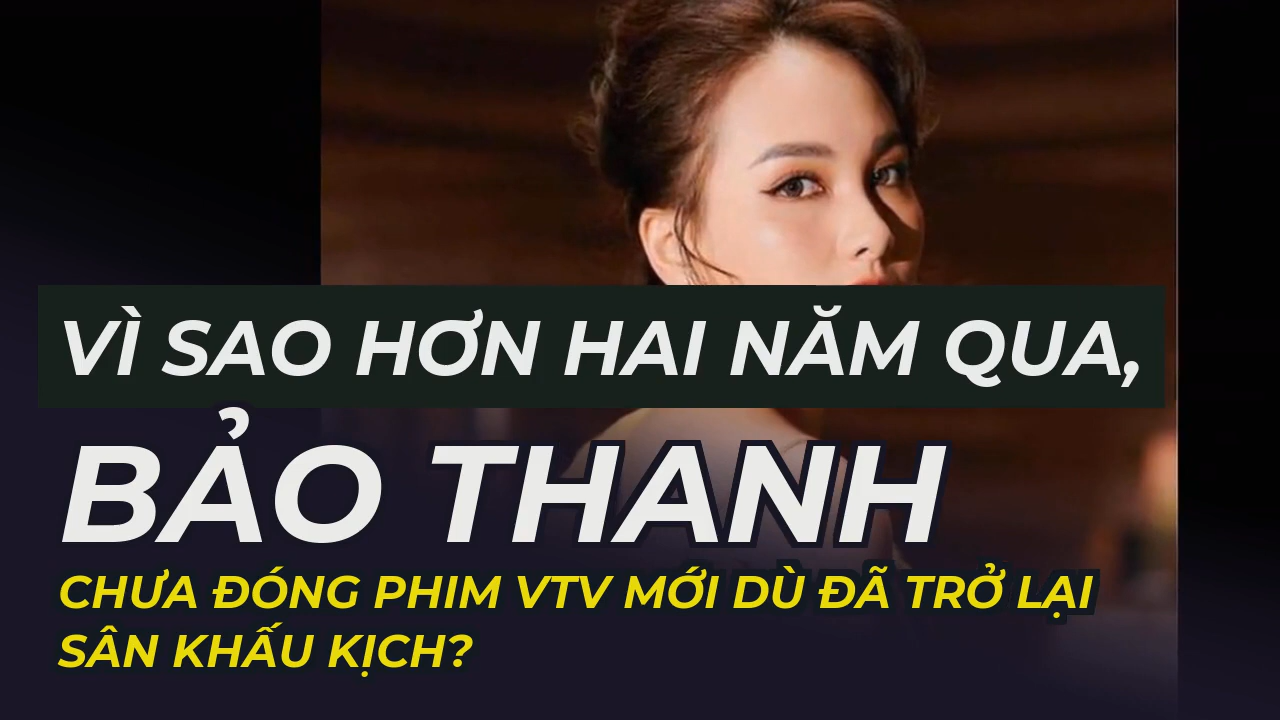 VÌ SAO HƠN HAI NĂM QUA,
BẢO THANH
CHƯA ĐÓNG PHIM VTV MỚI DÙ ĐÃ TRỞ LẠI
SÂN KHẤU KỊCH?